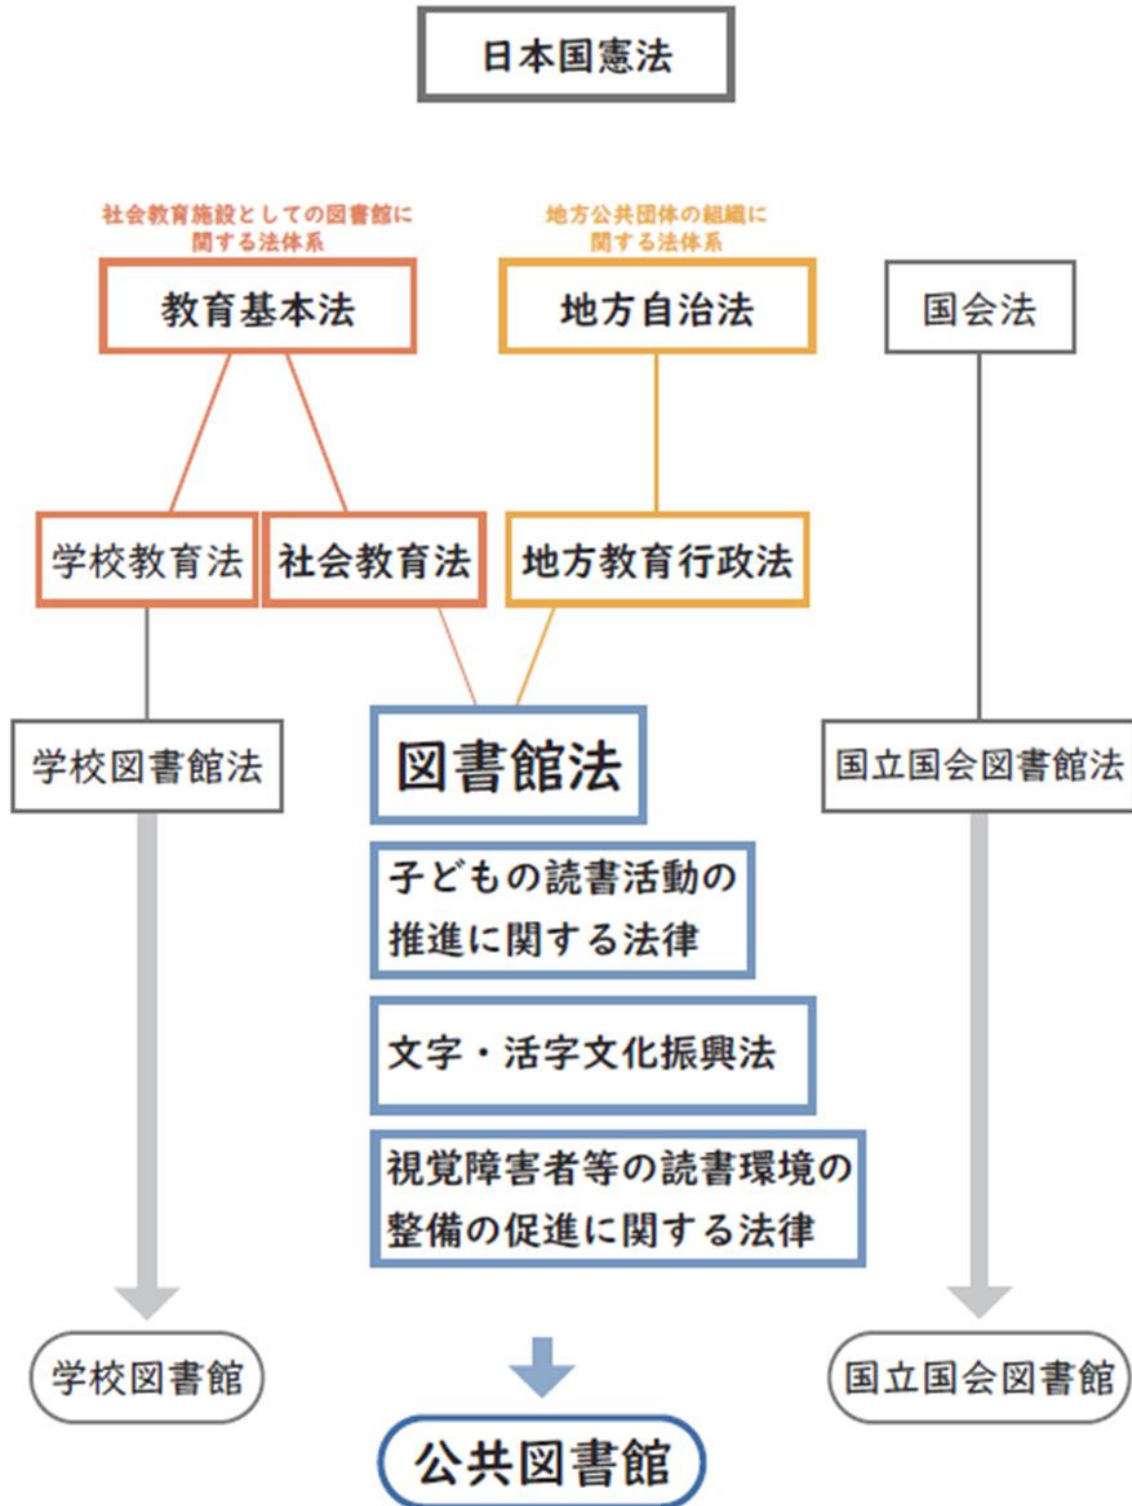 日本国憲法
社会教育施設としての図書館に
関する法体系
地方公共団体の組織に
関する法体系
教育基本法
地方自治法
国会法
学校教育法
社会教育法
地方教育行政法
学校図書館法
図書館法
国立国会図書館法
子どもの読書活動の
推進に関する法律
文字・活字文化振興法
視覚障害者等の読書環境の
整備の促進に関する法律
学校図書館
国立国会図書館
公共図書館